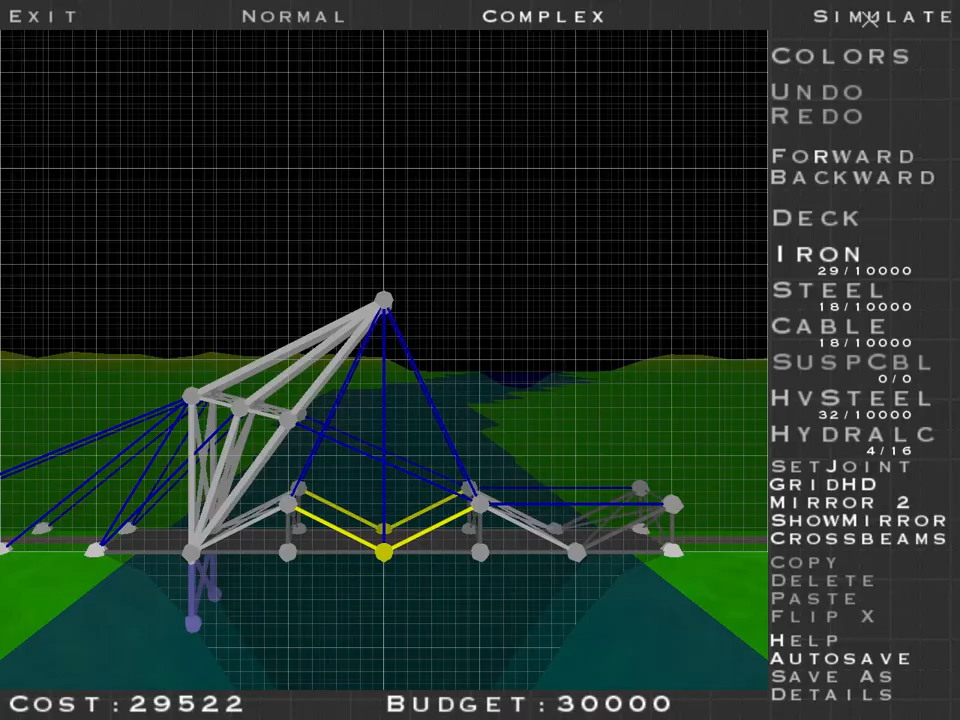 EXIT NORMAL COMPLEX SIMULATE
COLORS
UNDO
REDO
FORWARD
BACKWARD
DECK
IRON
29/10000
STEEL
18/10000
CABLE
18/10000
SUSPCBL
0/0
HVSTEEL
32/10000
HYDRALC
4/16
SETJOINT
GRIDHD
MIRROR 2
SHOWMIRROR
CROSSBEAMS
COPY
DELETE
PASTE
FLIP X
HELP
AUTOSAVE
SAVE AS
DETAILS
COST:29522 BUDGET:30000